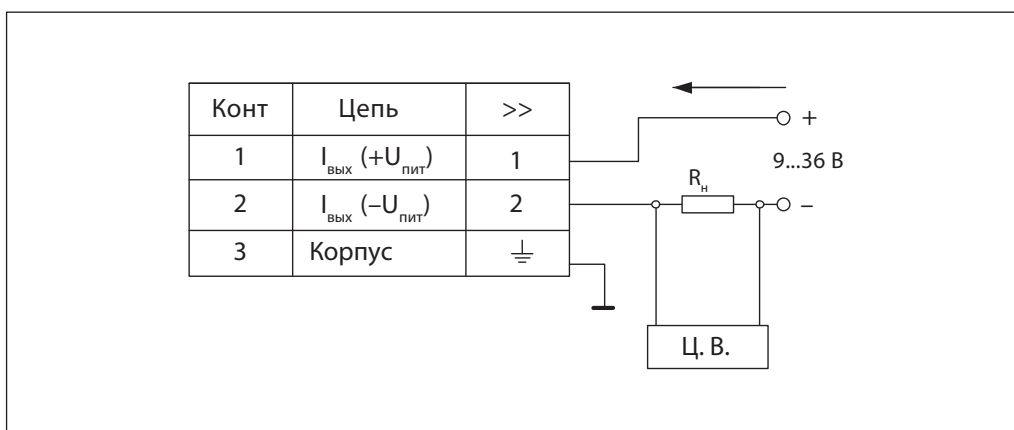 Конт Цепь >>
1 Iвых (+Uпит) 1
2 Iвых (–Uпит) 2
3 Корпус
+
9...36 В
Rн
–
Ц. В.